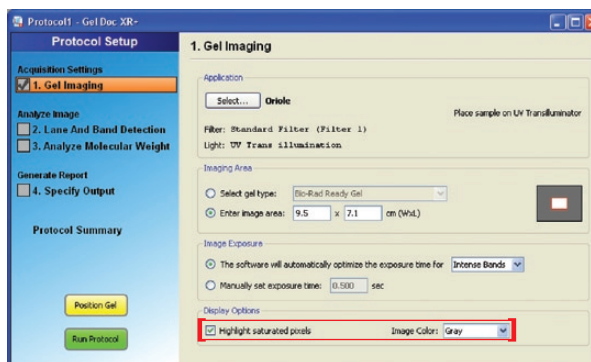 Protocol1 - Gel Doc XR+
Protocol Setup
Acquisition Settings
1. Gel Imaging
Analyze Image
2. Lane And Band Detection
3. Analyze Molecular Weight
Generate Report
4. Specify Output
Protocol Summary
Position Gel
Run Protocol
1. Gel Imaging
Application
Select... Oriole
Place sample on UV Transilluminator
Filter: Standard Filter (Filter 1)
Light: UV Trans illumination
Imaging Area
Select gel type: Bio-Rad Ready Gel
Enter image area: 9.5 x 7.1 cm (WxL)
Image Exposure
The software will automatically optimize the exposure time for Intense Bands
Manually set exposure time: 0.500 sec
Display Options
Highlight saturated pixels Image Color: Gray